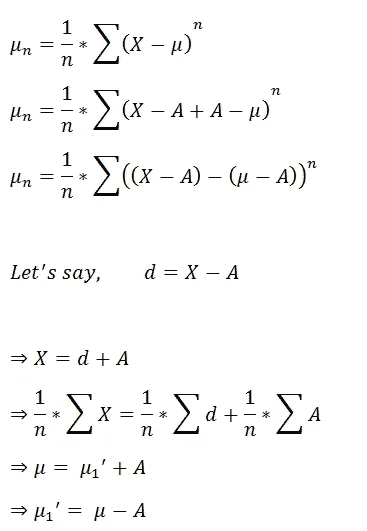 μₙ = 1/n * ∑(X − μ)ⁿ
μₙ = 1/n * ∑(X − A + A − μ)ⁿ
μₙ = 1/n * ∑((X − A) − (μ − A))ⁿ
Let's say, d = X − A
⇒ X = d + A
⇒ 1/n * ∑ X = 1/n * ∑ d + 1/n * ∑ A
⇒ μ = μ₁′ + A
⇒ μ₁′ = μ − A